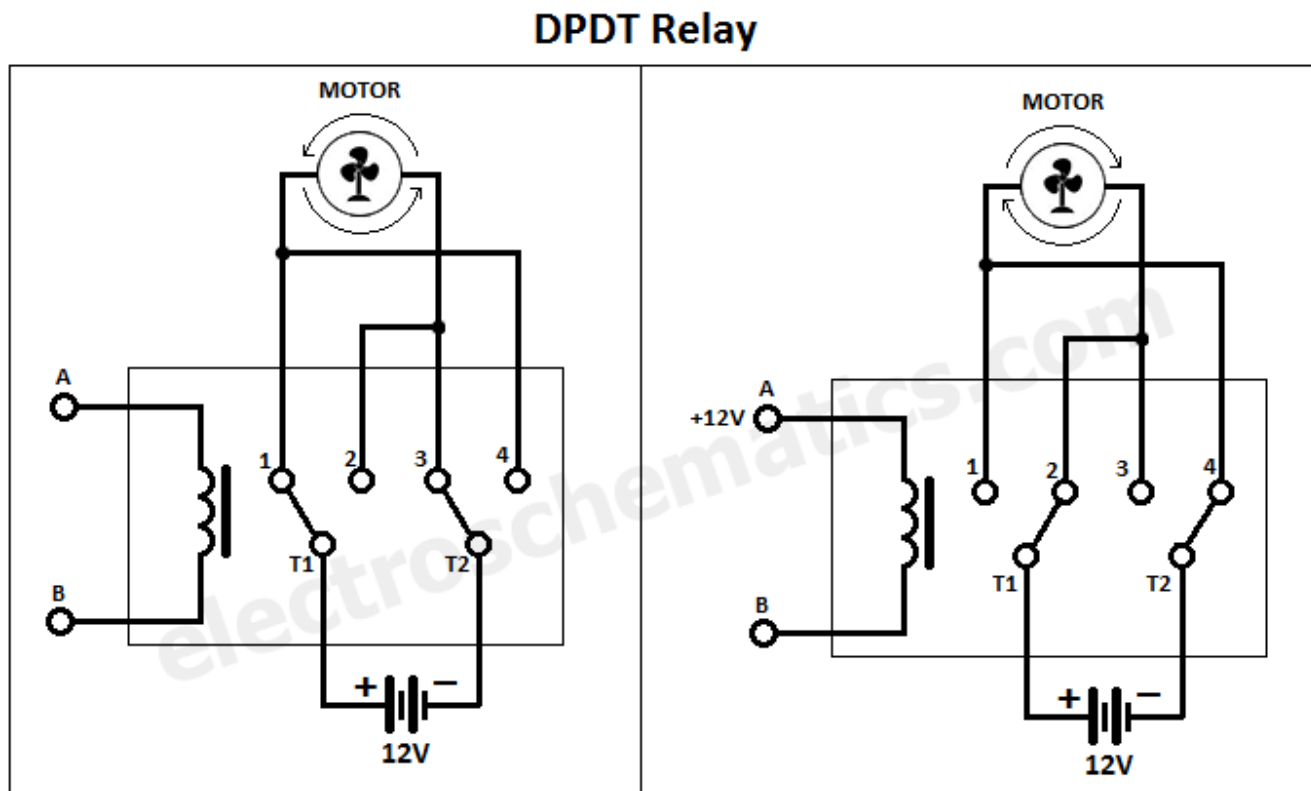 DPDT Relay
MOTOR
A
B
1
2
3
4
T1
T2
+
−
12V
MOTOR
A
+12V
B
1
2
3
4
T1
T2
+
−
12V
electroschematics.com